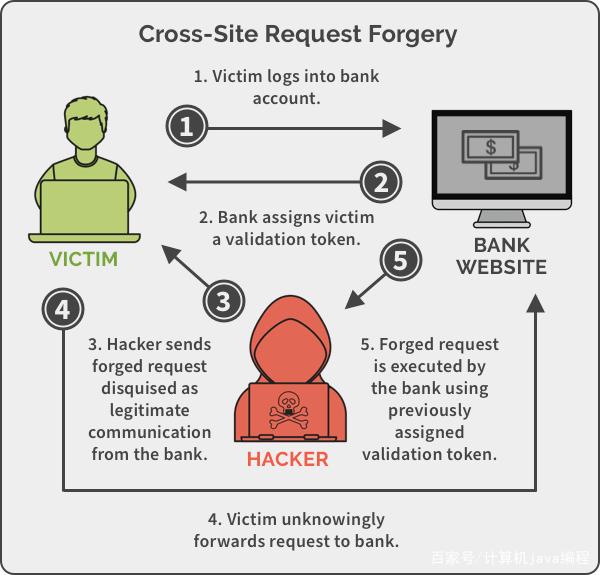 Cross-Site Request Forgery
1. Victim logs into bank
account.
1
2
2. Bank assigns victim
a validation token.
VICTIM
BANK
WEBSITE
3
5
4
3. Hacker sends
forged request
disquised as
legitimate
communication
from the bank.
5. Forged request
is executed by
the bank using
previously
assigned
validation token.
$
$
HACKER
4. Victim unknowingly
forwards request to bank.
百家号/计算机java编程